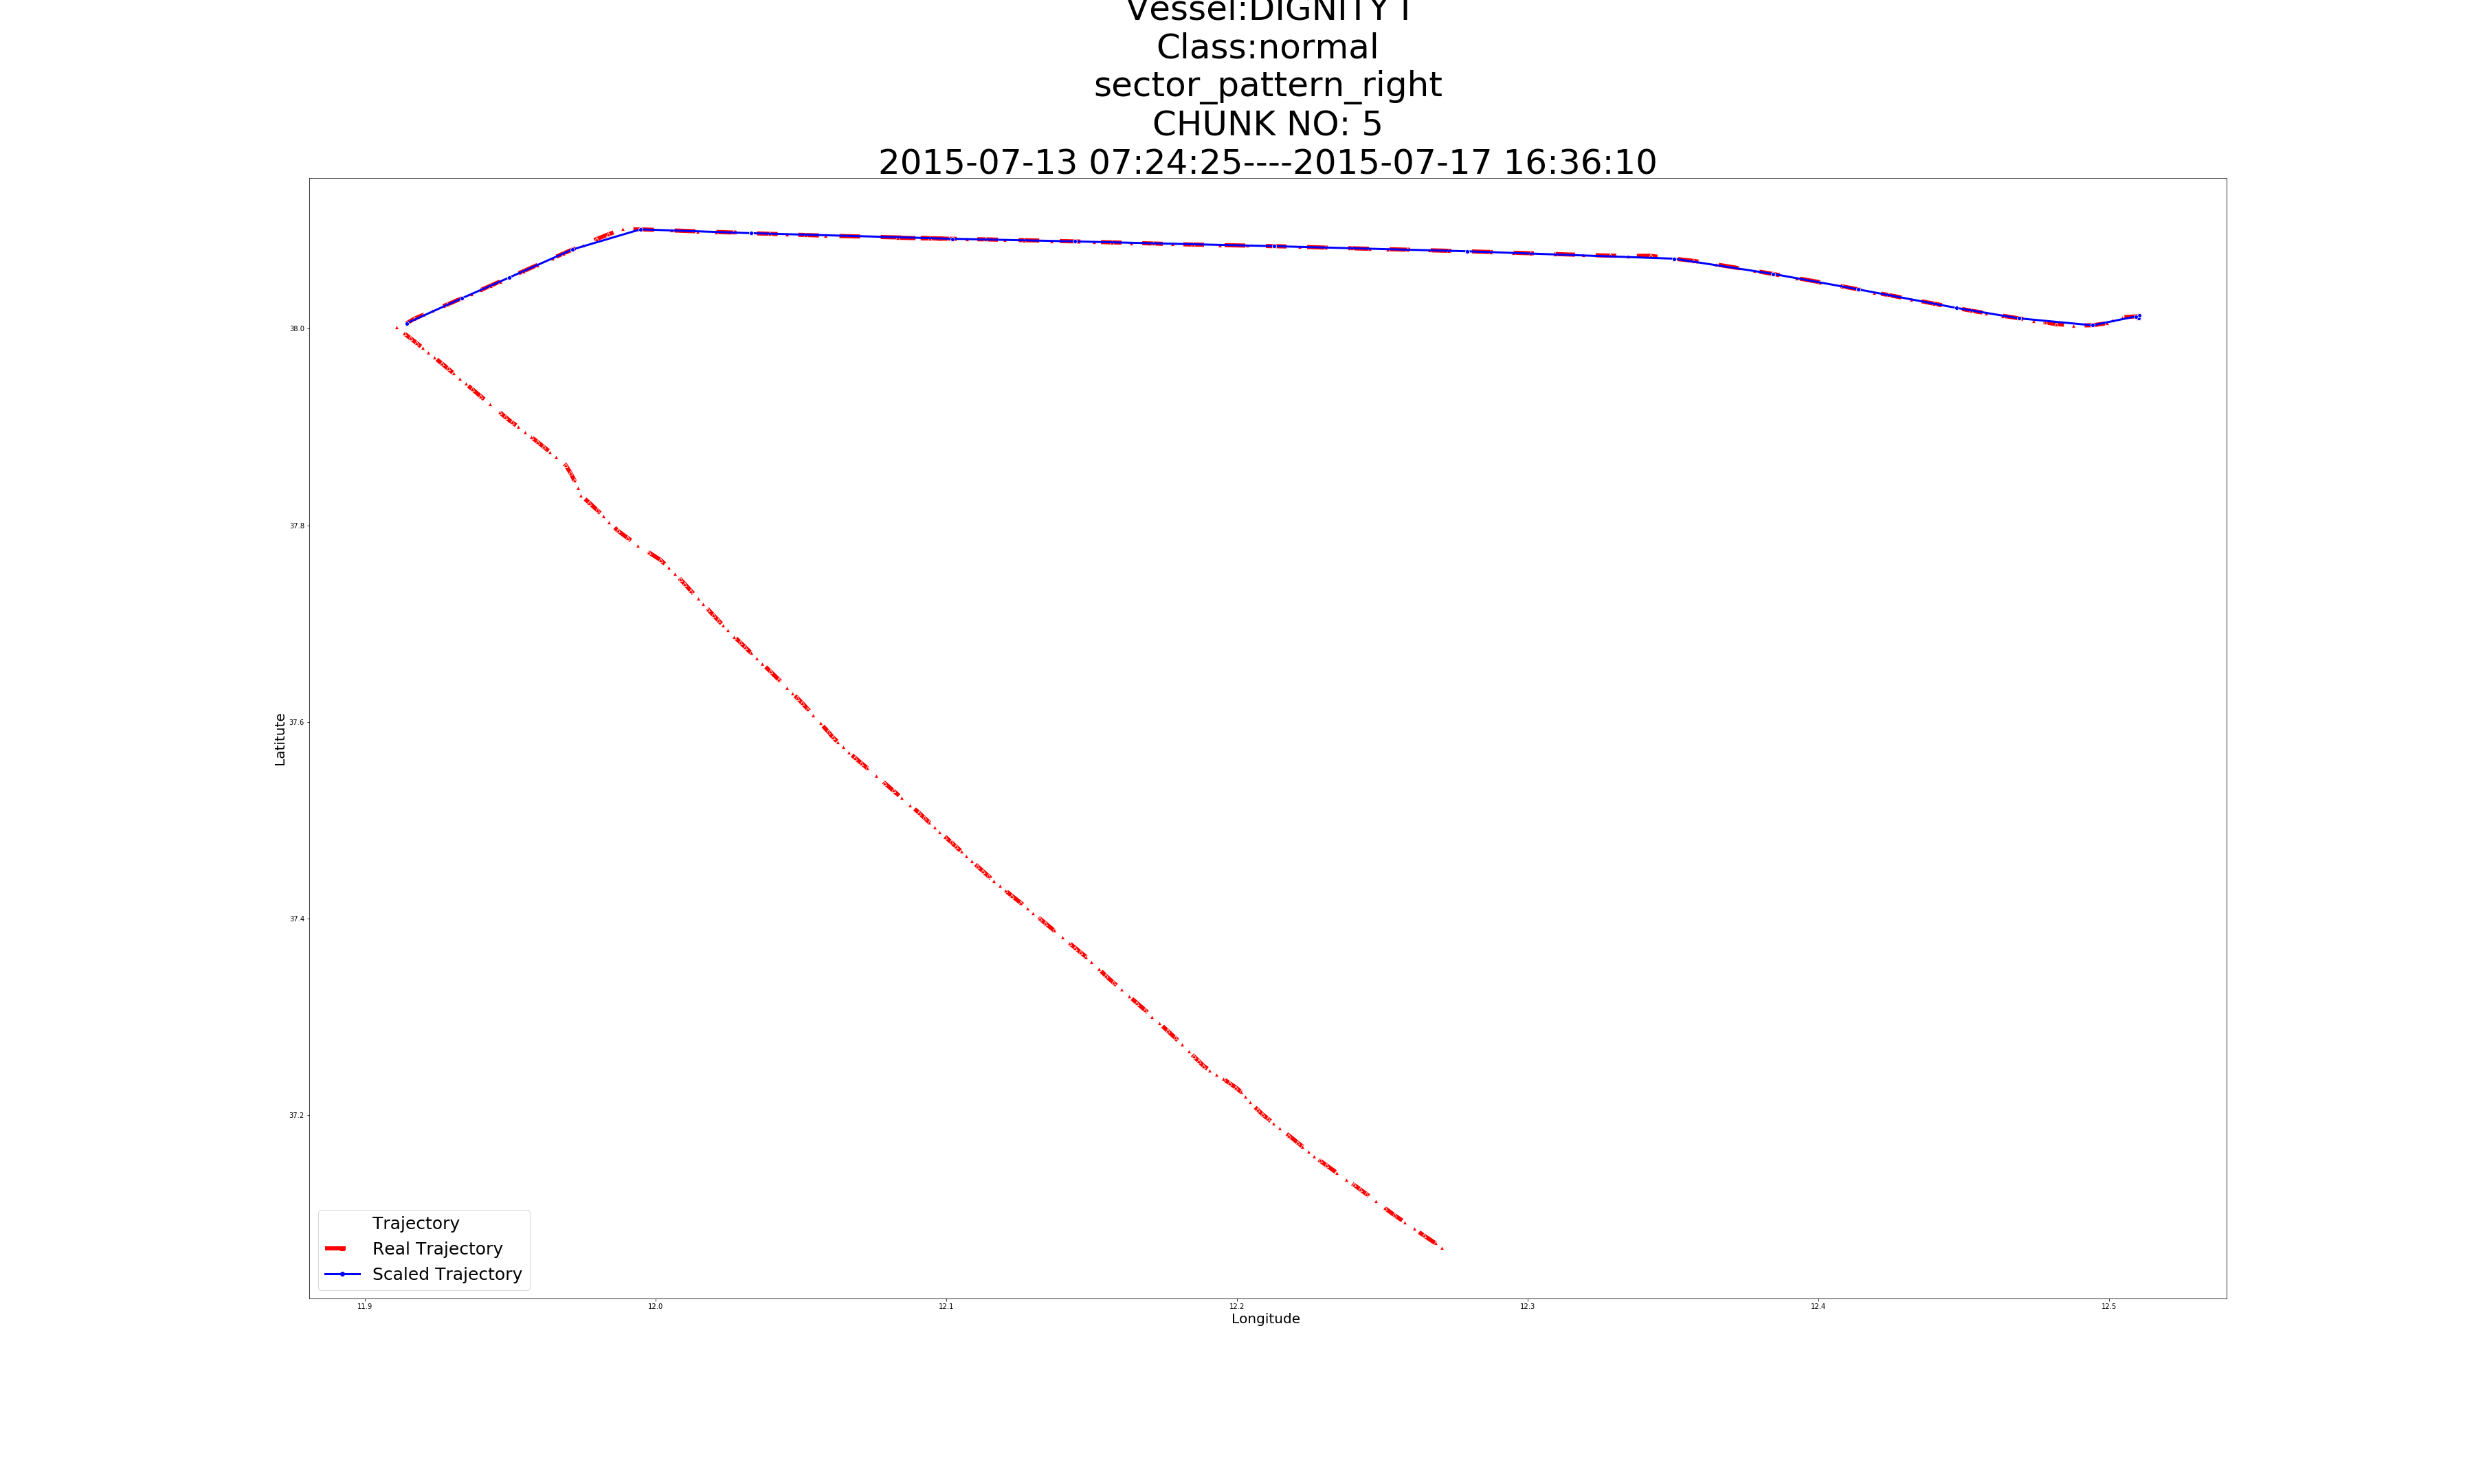 Vessel:DIGNITY I
Class:normal
sector_pattern_right
CHUNK NO: 5
2015-07-13 07:24:25----2015-07-17 16:36:10
38.0
37.8
37.6
37.4
37.2
Latitute
Trajectory
Real Trajectory
Scaled Trajectory
11.9
12.0
12.1
12.2
12.3
12.4
12.5
Longitude